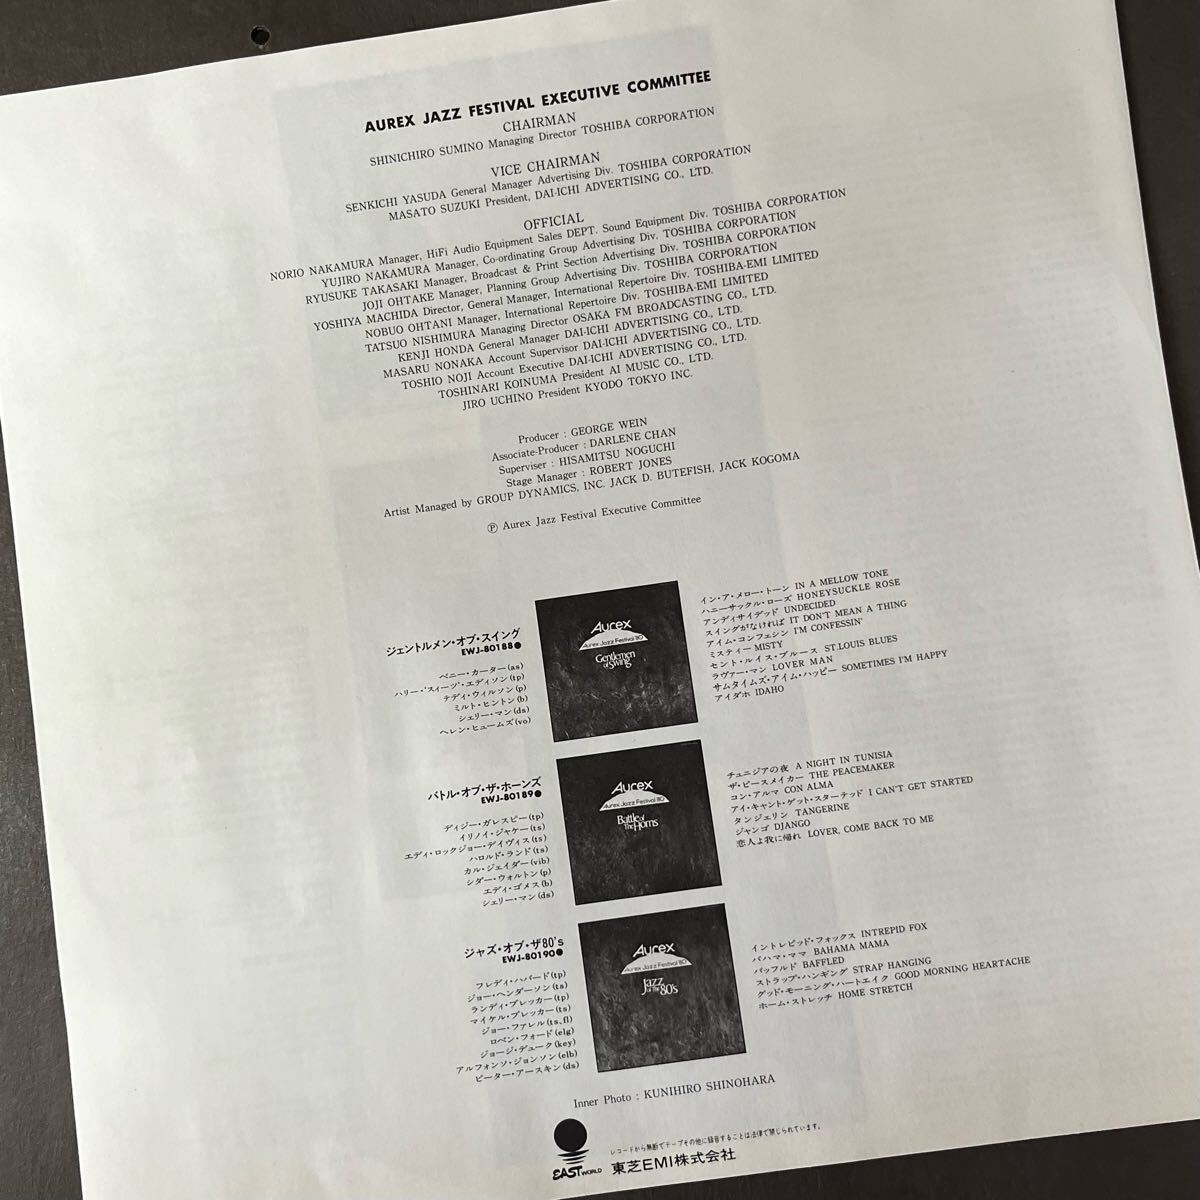 AUREX JAZZ FESTIVAL EXECUTIVE COMMITTEE
CHAIRMAN
SHINICHIRO SUMINO Managing Director TOSHIBA CORPORATION
VICE CHAIRMAN
SENKICHI YASUDA General Manager Advertising Div. TOSHIBA CORPORATION
MASATO SUZUKI President, DAI-ICHI ADVERTISING CO., LTD.
OFFICIAL
NORIO NAKAMURA Manager, HiFi Audio Equipment Sales DEPT. Sound Equipment Div. TOSHIBA CORPORATION
YUJIRO NAKAMURA Manager, Co-ordinating Group Advertising Div. TOSHIBA CORPORATION
RYUSUKE TAKASAKI Manager, Broadcast & Print Section Advertising Div. TOSHIBA CORPORATION
JOJI OHTAKE Manager, Planning Group Advertising Div. TOSHIBA CORPORATION
YOSHIYA MACHIDA Director, General Manager, International Repertoire Div. TOSHIBA-EMI LIMITED
NOBUO OHTANI Manager, International Repertoire Div. TOSHIBA-EMI LIMITED
TATSUO NISHIMURA Managing Director OSAKA FM BROADCASTING CO., LTD.
KENJI HONDA General Manager DAI-ICHI ADVERTISING CO., LTD.
MASARU NONAKA Account Supervisor DAI-ICHI ADVERTISING CO., LTD.
TOSHIO NOJI Account Executive DAI-ICHI ADVERTISING CO., LTD.
TOSHINARI KOINUMA President AI MUSIC CO., LTD.
JIRO UCHINO President KYODO TOKYO INC.
Producer : GEORGE WEIN
Associate-Producer : DARLENE CHAN
Superviser : HISAMITSU NOGUCHI
Stage Manager : ROBERT JONES
Artist Managed by GROUP DYNAMICS, INC. JACK D. BUTEFISH, JACK KOGOMA
Ⓟ Aurex Jazz Festival Executive Committee
ジェントルメン・オブ・スイング
EWJ-80188●
ベニー・カーター(as)
ハリー・"スイーツ"・エディソン(tp)
テディ・ウィルソン(p)
ミルト・ヒントン(b)
シェリー・マン(ds)
ヘレン・ヒュームズ(vo)
Aurex
Aurex Jazz Festival 80
Gentlemen
of Swing
イン・ア・メロー・トーン IN A MELLOW TONE
ハニーサックル・ローズ HONEYSUCKLE ROSE
アンディサイデッド UNDECIDED
スイングがなければ IT DON'T MEAN A THING
アイム・コンフェシン I'M CONFESSIN'
ミスティー MISTY
セント・ルイス・ブルース ST. LOUIS BLUES
ラヴァー・マン LOVER MAN
サムタイムズ・アイム・ハッピー SOMETIMES I'M HAPPY
アイダホ IDAHO
バトル・オブ・ザ・ホーンズ
EWJ-80189●
ディジー・ガレスピー(tp)
イリノイ・ジャケー(ts)
エディ・ロックジョー・デイヴィス(ts)
ハロルド・ランド(ts)
カル・ジェイダー(vib)
シダー・ウォルトン(p)
エディ・ゴメス(b)
シェリー・マン(ds)
Aurex
Aurex Jazz Festival 80
Battle of
The Horns
チュニジアの夜 A NIGHT IN TUNISIA
ザ・ピースメイカー THE PEACEMAKER
コン・アルマ CON ALMA
アイ・キャント・ゲット・スターテッド I CAN'T GET STARTED
タンジェリン TANGERINE
ジャンゴ DJANGO
恋人よ我に帰れ LOVER, COME BACK TO ME
ジャズ・オブ・ザ80's
EWJ-80190●
フレディ・ハバード(tp)
ジョー・ヘンダーソン(ts)
ランディ・ブレッカー(tp)
マイケル・ブレッカー(ts)
ジョー・ファレル(ts, fl)
ロベン・フォード(elg)
ジョージ・デューク(key)
アルフォンソ・ジョンソン(elb)
ピーター・アースキン(ds)
Aurex
Aurex Jazz Festival 80
Jazz
of The 80's
イントレピッド・フォックス INTREPID FOX
バハマ・ママ BAHAMA MAMA
バッフルド BAFFLED
ストラップ・ハンギング STRAP HANGING
グッド・モーニング・ハートエイク GOOD MORNING HEARTACHE
ホーム・ストレッチ HOME STRETCH
Inner Photo : KUNIHIRO SHINOHARA
EAST WORLD
レコードから無断でテープその他に録音することは法律で禁じられています。
東芝EMI株式会社